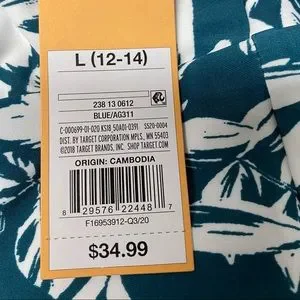 L (12-14)
238 13 0612
BLUE/AG311
C-000699-01-020 KS18,50A01-0391 S520-0004
DIST. BY TARGET CORPORATION MPLS, MN 55403
©2018 TARGET BRANDS, INC. SHOP TARGET.COM
ORIGIN: CAMBODIA
8 29576 22448 7
F16953912-Q3/20
$34.99